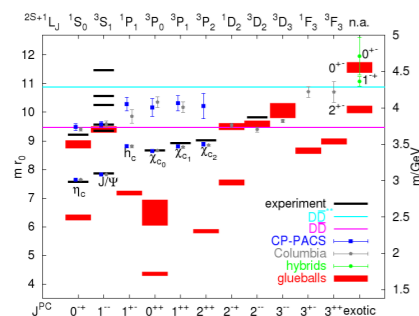 2S+1L_J 1S0 3S1 1P1 3P0 3P1 3P2 1D2 3D2 3D3 1F3 3F3 n.a.
12 11 10 9 8 7 6 5 4
m r0
5 4.5 4 3.5 3 2.5 2 1.5
m/GeV
0+-
0+-
1-+
2+-
ηc
J/Ψ
hc
χc0
χc1
χc2
experiment
DD**
DD
CP-PACS
Columbia
hybrids
glueballs
J^PC 0-+ 1-- 1+- 0++ 1++ 2++ 2-+ 2-- 3-- 3+- 3++ exotic